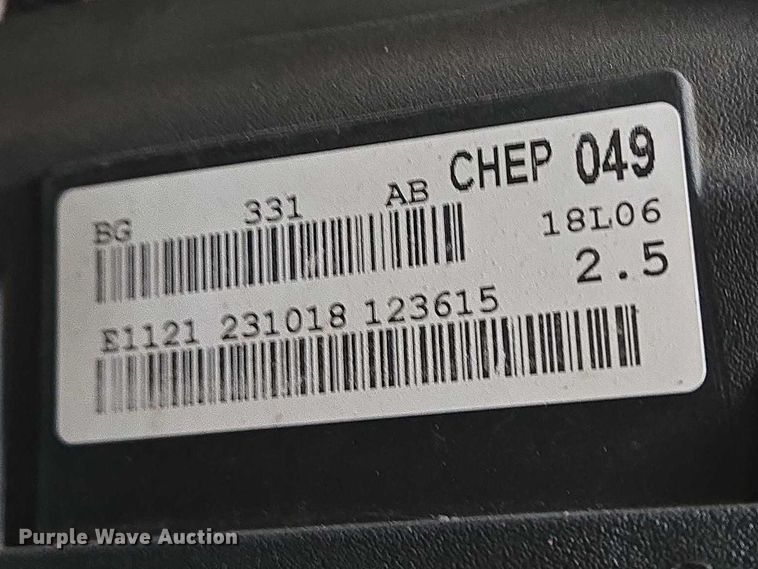 BG 331 AB CHEP 049
18L06
2.5
E1121 231018 123615
Purple Wave Auction